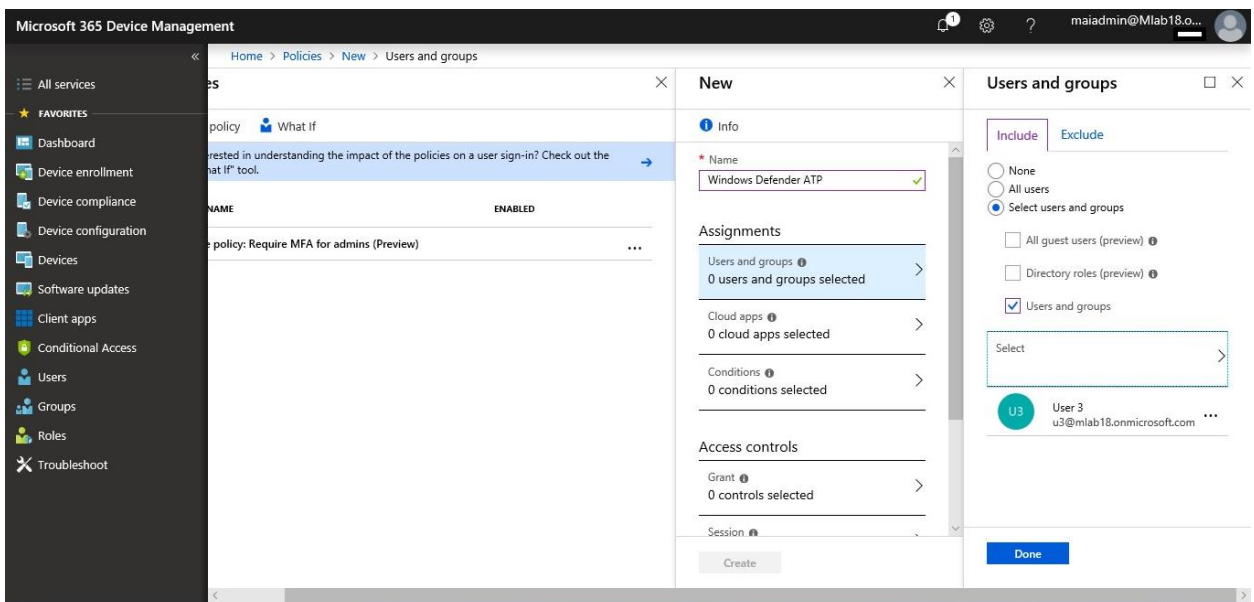 Microsoft 365 Device Management
1
?
maiadmin@Mlab18.o...
«
Home > Policies > New > Users and groups
All services
FAVORITES
Dashboard
Device enrollment
Device compliance
Device configuration
Devices
Software updates
Client apps
Conditional Access
Users
Groups
Roles
Troubleshoot
es
policy
What If
erested in understanding the impact of the policies on a user sign-in? Check out the
hat If" tool.
NAME
ENABLED
e policy: Require MFA for admins (Preview)
...
New
Info
* Name
Windows Defender ATP
Assignments
Users and groups
0 users and groups selected
Cloud apps
0 cloud apps selected
Conditions
0 conditions selected
Access controls
Grant
0 controls selected
Session
Create
Users and groups
Include
Exclude
None
All users
Select users and groups
All guest users (preview)
Directory roles (preview)
Users and groups
Select
U3
User 3
u3@mlab18.onmicrosoft.com
...
Done